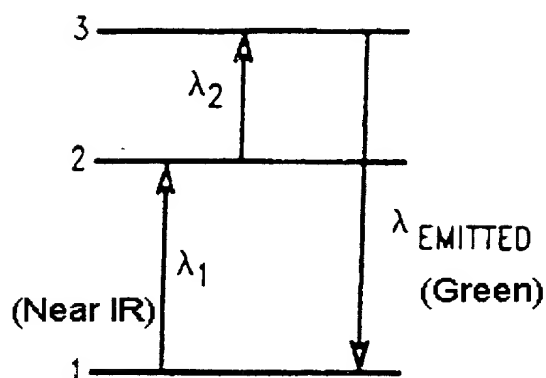 3
λ2
2
λ EMITTED
λ1
(Green)
(Near IR)
1